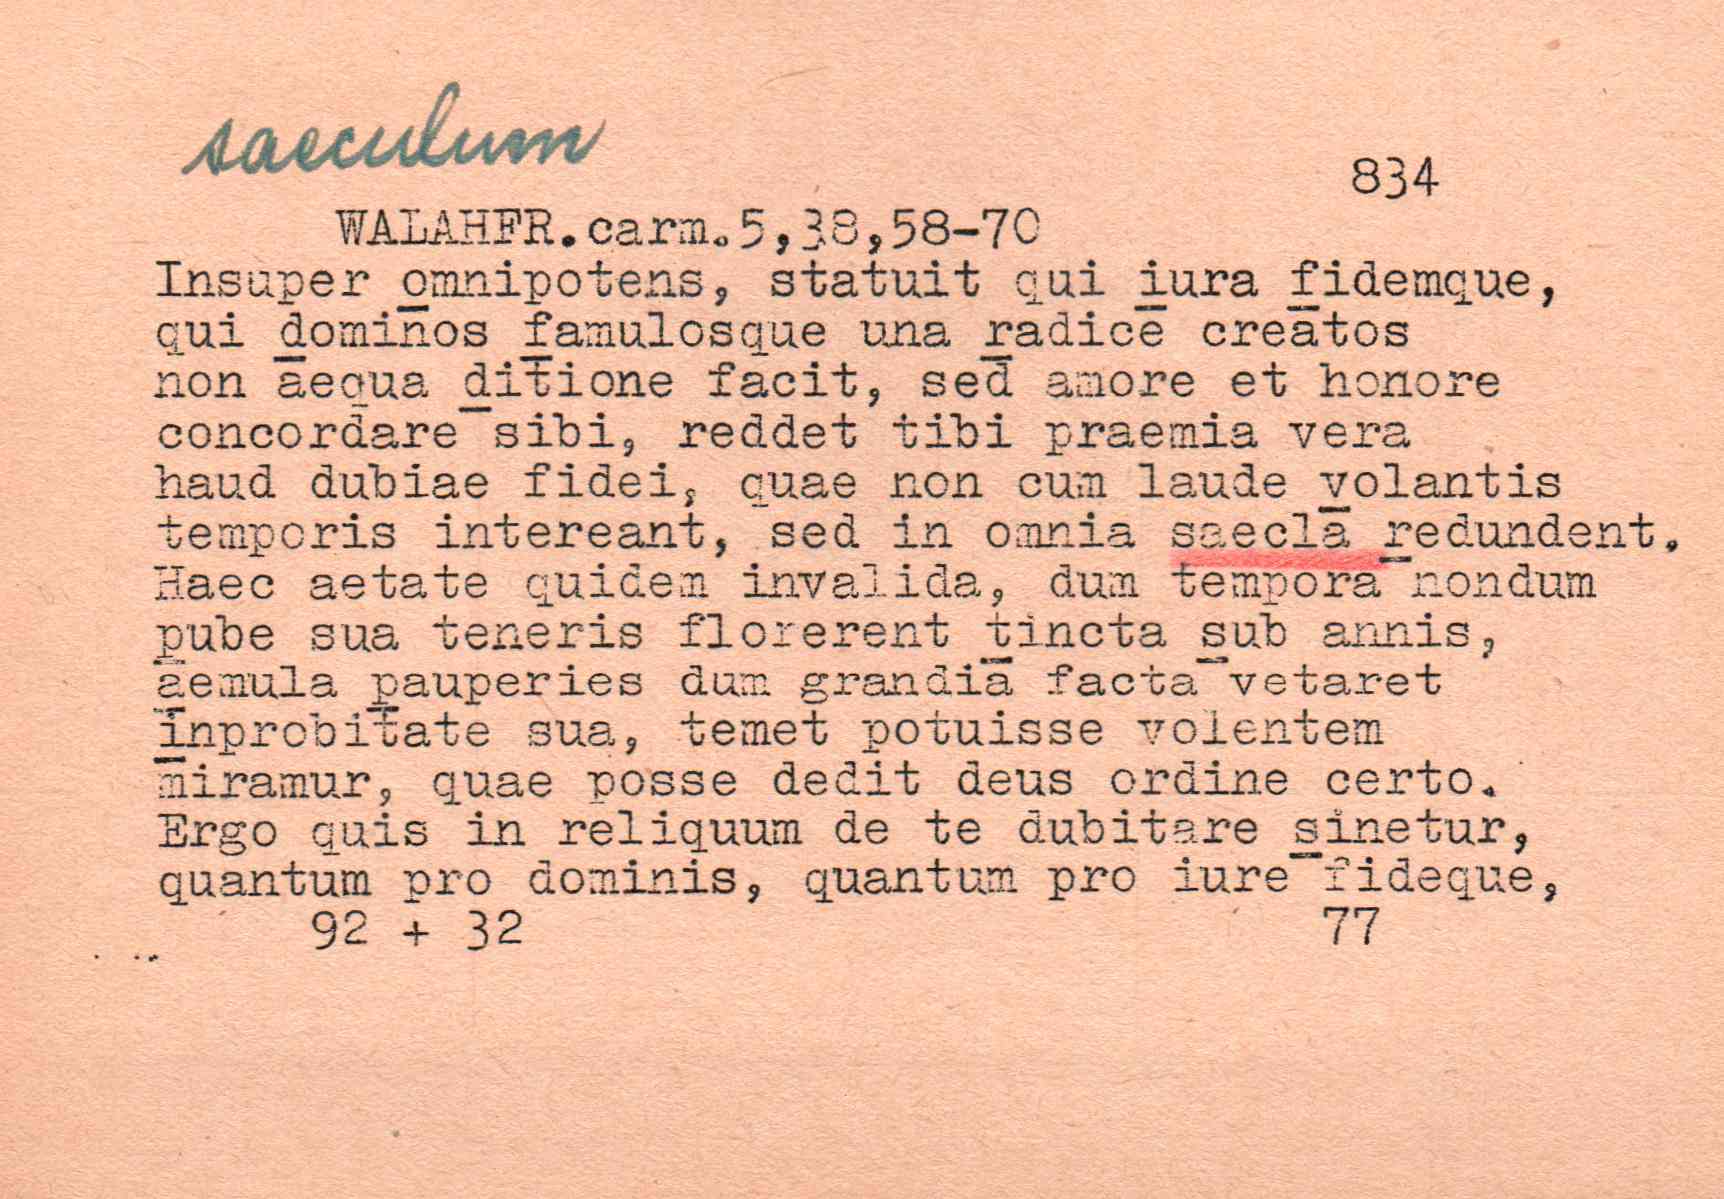 saeculum
834
WALAHFR.carm.5,38,58-70
Insuper omnipotens, statuit qui iura fidemque,
qui dominos famulosque una radice creatos
non aequa ditione facit, sed amore et honore
concordare sibi, reddet tibi praemia vera
haud dubiae fidei, quae non cum laude volantis
temporis intereant, sed in omnia saecla redundent.
Haec aetate quidem invalida, dum tempora nondum
pube sua teneris florerent tincta sub annis,
aemula pauperies dum grandia facta vetaret
inprobitate sua, temet potuisse volentem
miramur, quae posse dedit deus ordine certo.
Ergo quis in reliquum de te dubitare sinetur,
quantum pro dominis, quantum pro iure fideque,
92 + 32 77